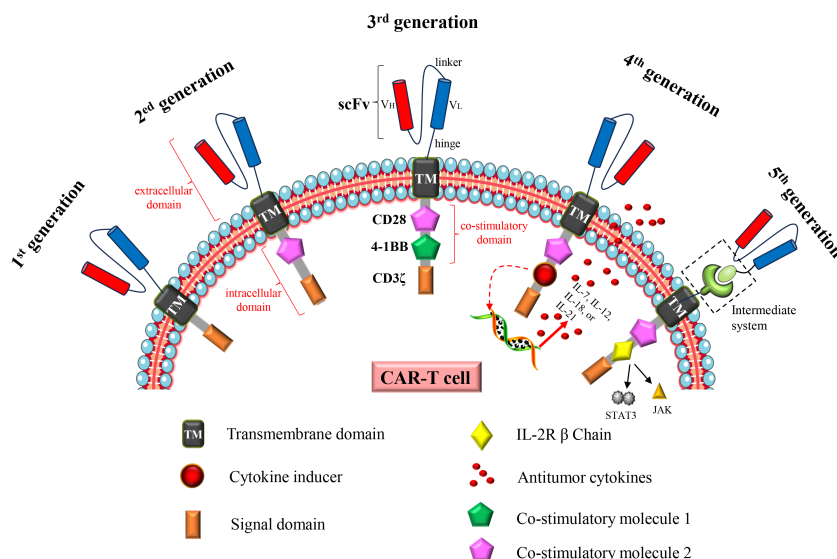 3rd generation
2ed generation
4th generation
1st generation
5th generation
linker
scFv
VH
VL
hinge
extracellular
domain
TM
TM
TM
TM
TM
CD28
4-1BB
CD3ζ
co-stimulatory
domain
intracellular
domain
IL-7, IL-12,
IL-18, or
IL-21
Intermediate
system
STAT3
JAK
CAR-T cell
TM
Transmembrane domain
IL-2R β Chain
Cytokine inducer
Antitumor cytokines
Signal domain
Co-stimulatory molecule 1
Co-stimulatory molecule 2